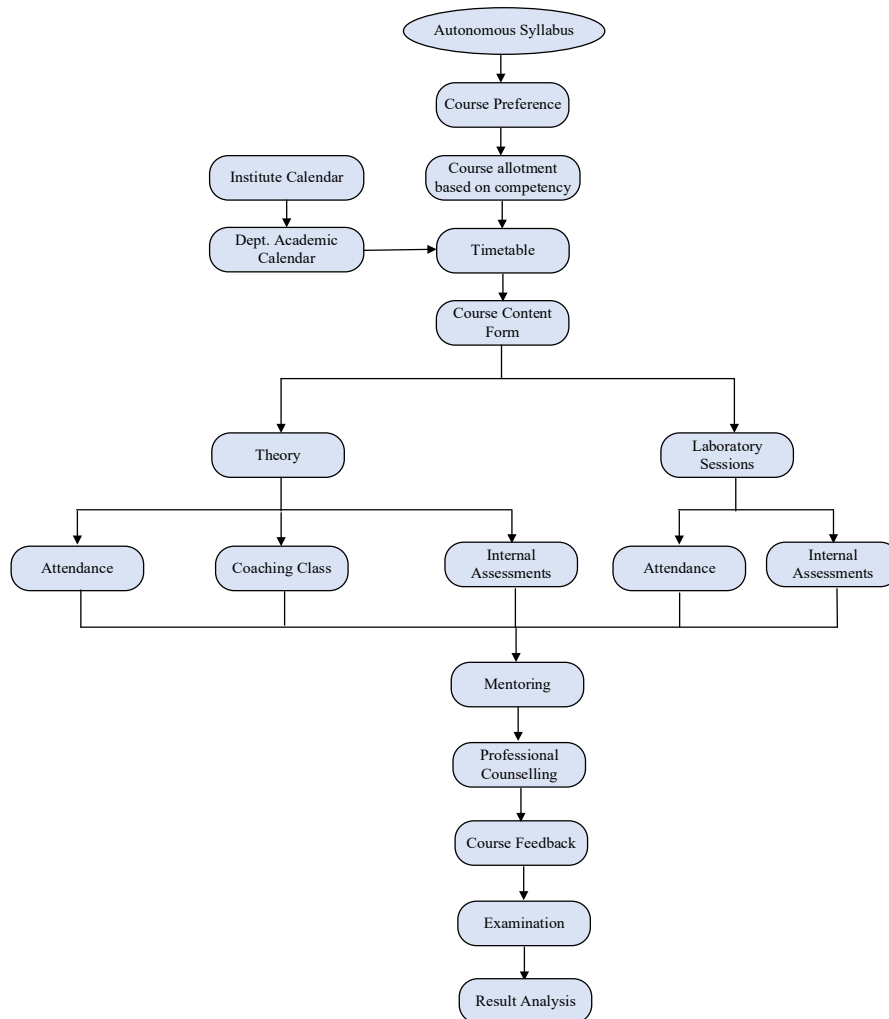 Autonomous Syllabus
Course Preference
Course allotment
based on competency
Institute Calendar
Dept. Academic
Calendar
Timetable
Course Content
Form
Theory
Laboratory
Sessions
Attendance
Coaching Class
Internal
Assessments
Attendance
Internal
Assessments
Mentoring
Professional
Counselling
Course Feedback
Examination
Result Analysis